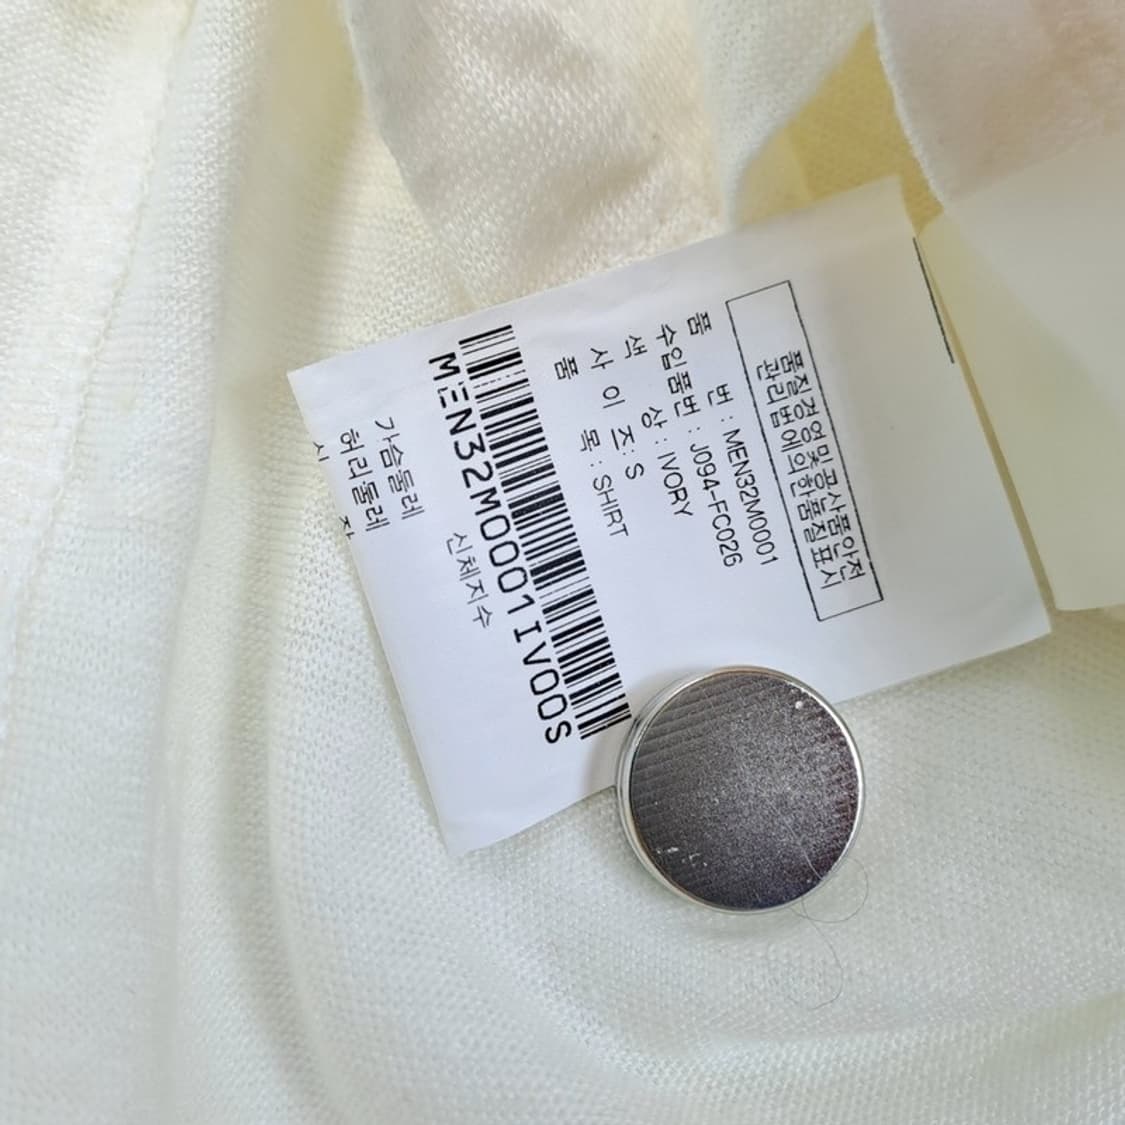 품질경영및공산품안전
관리법에의한품질표시
품 번 : MEN32M0001
수입품번 : J094-FC026
색 상 : IVORY
사 이 즈 : S
품 목 : SHIRT
MEN32M0001IV00S
신체지수
가슴둘레
허리둘레